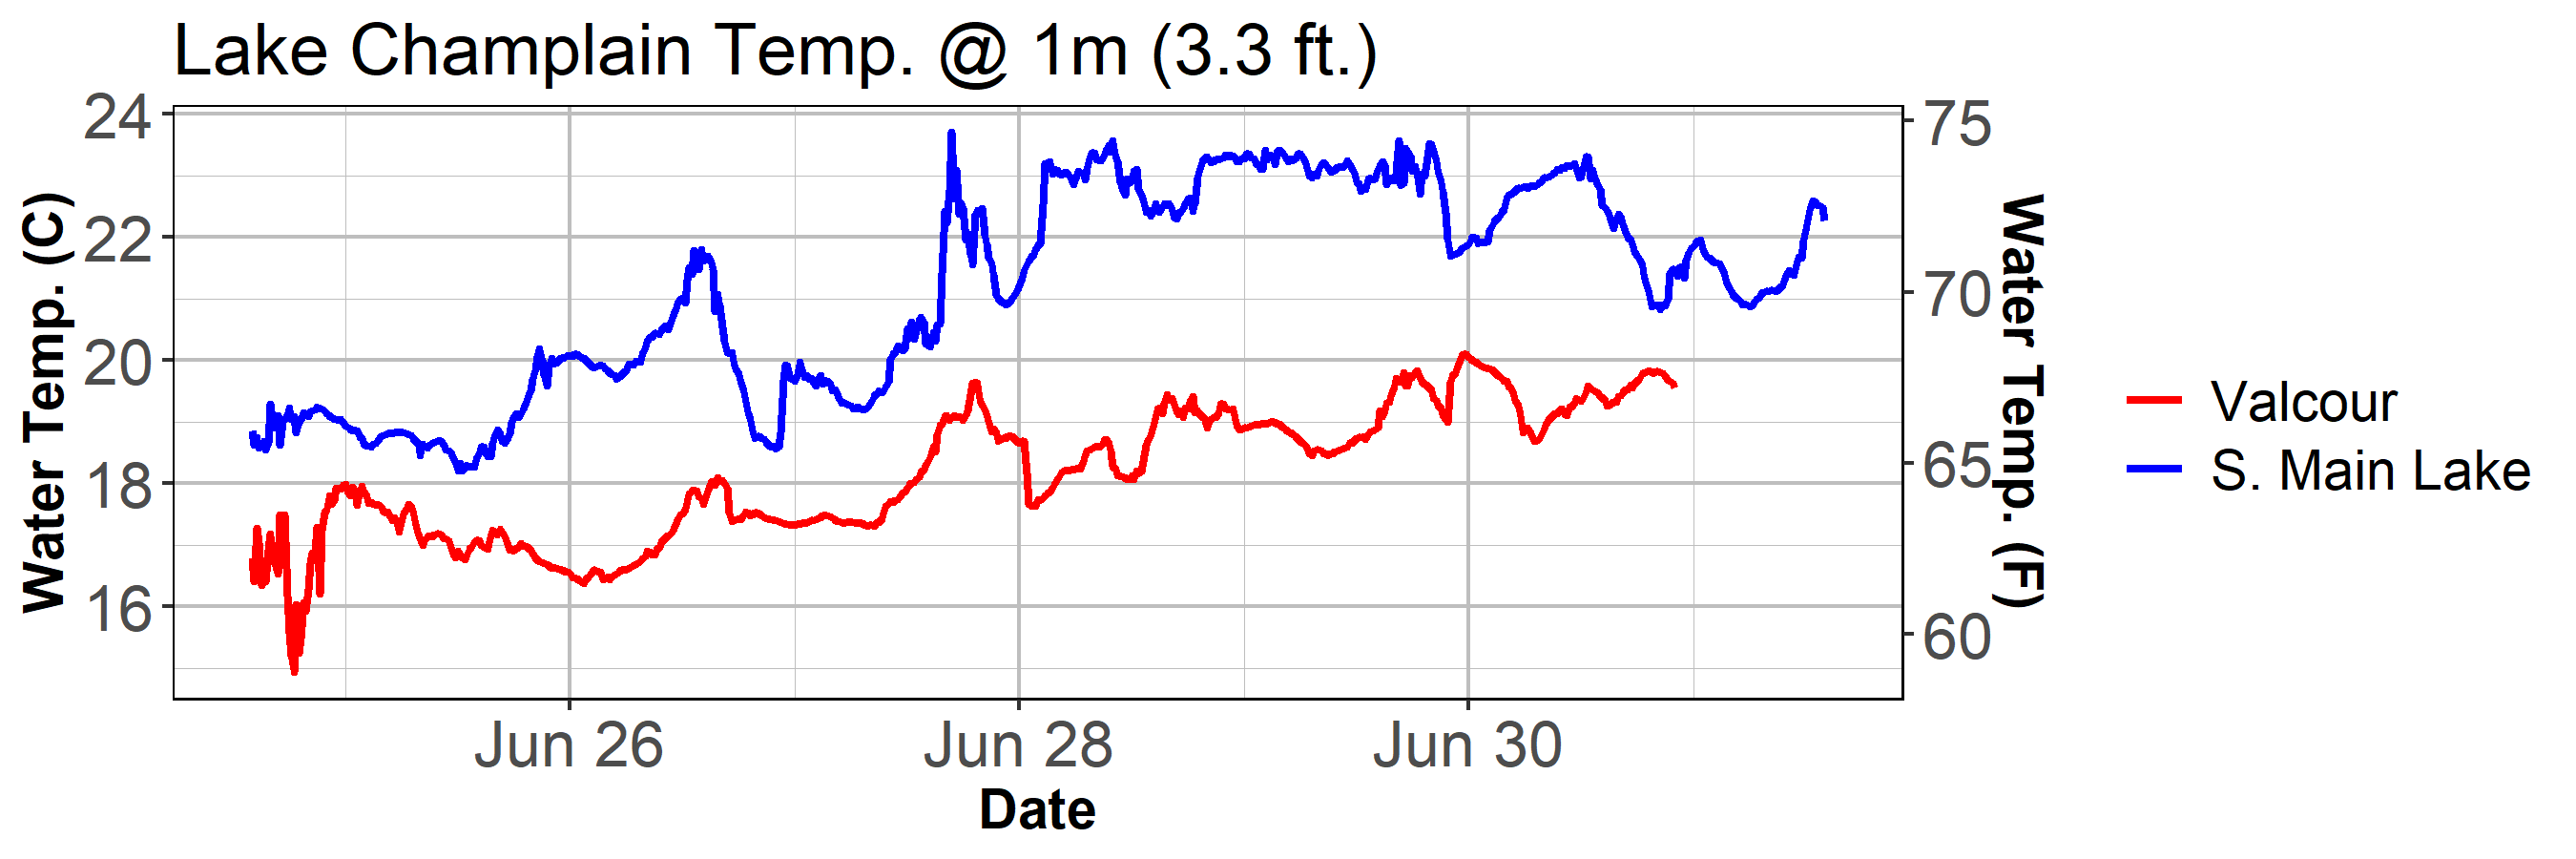 Lake Champlain Temp. @ 1m (3.3 ft.)
24
22
20
18
16
Water Temp. (C)
75
70
65
60
Water Temp. (F)
Jun 26
Jun 28
Jun 30
Date
Valcour
S. Main Lake